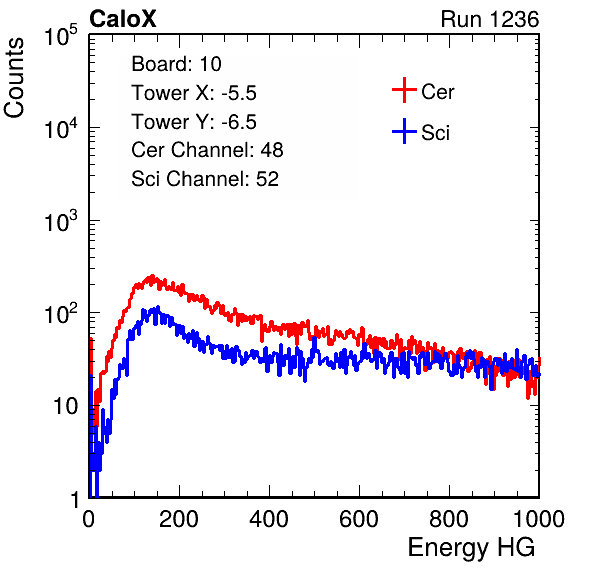 CaloX Run 1236
Counts
10^5
10^4
10^3
10^2
10
1
Board: 10
Tower X: -5.5
Tower Y: -6.5
Cer Channel: 48
Sci Channel: 52
Cer
Sci
0 200 400 600 800 1000
Energy HG